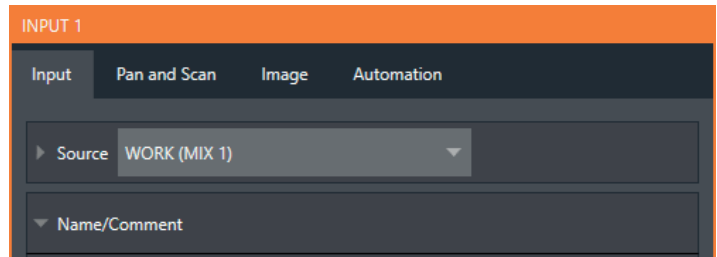 INPUT 1
Input Pan and Scan Image Automation
Source WORK (MIX 1)
Name/Comment